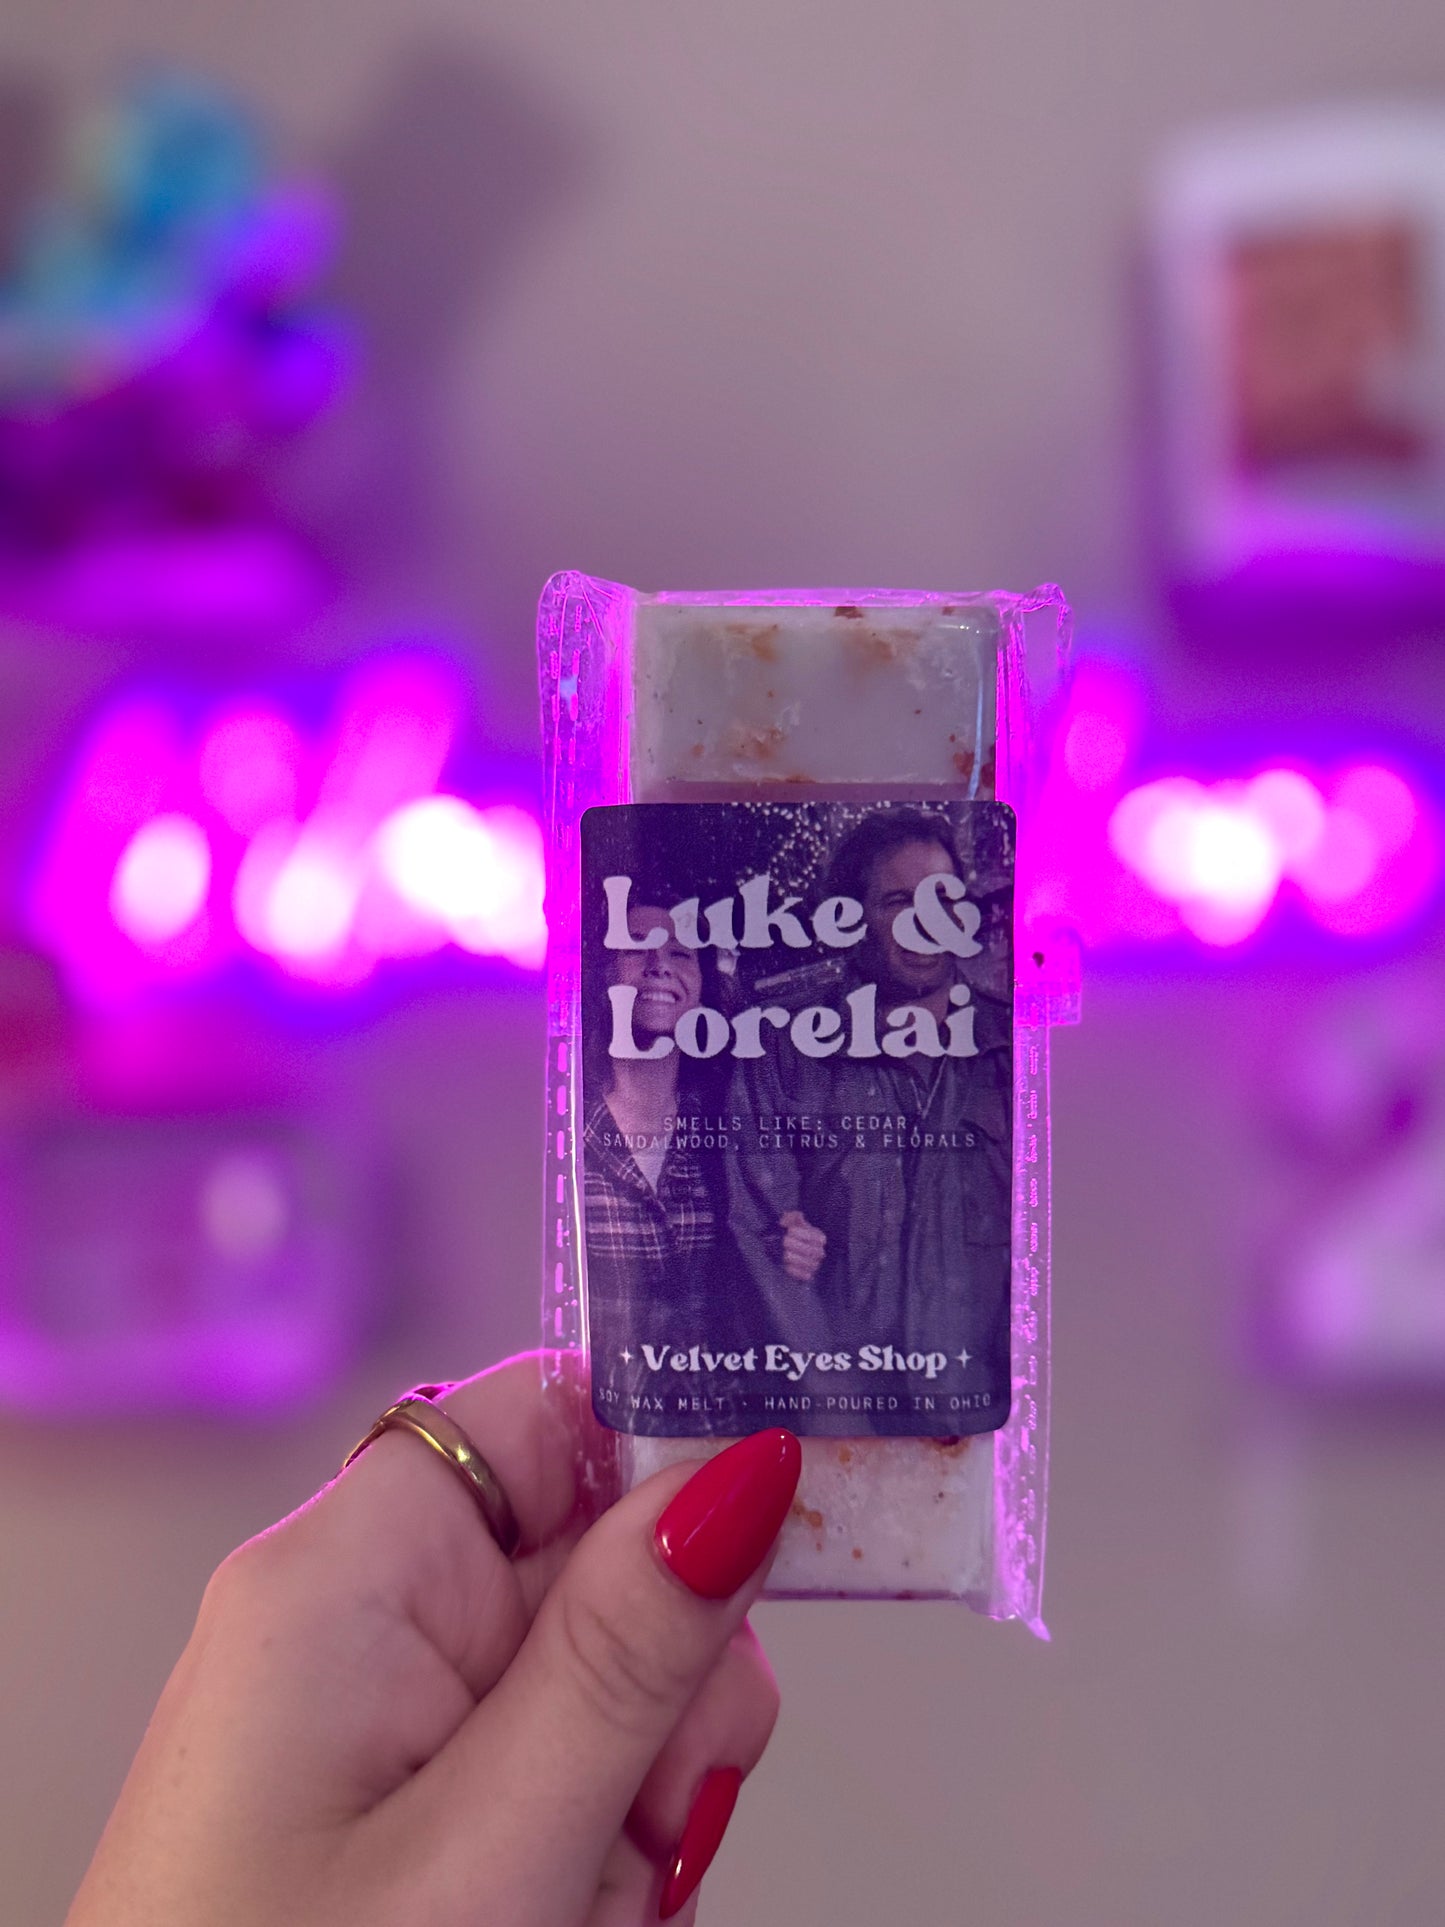 Luke &
Lorelai
SMELLS LIKE: CEDAR,
SANDALWOOD, CITRUS & FLORALS
Velvet Eyes Shop
SOY WAX MELT · HAND-POURED IN OHIO